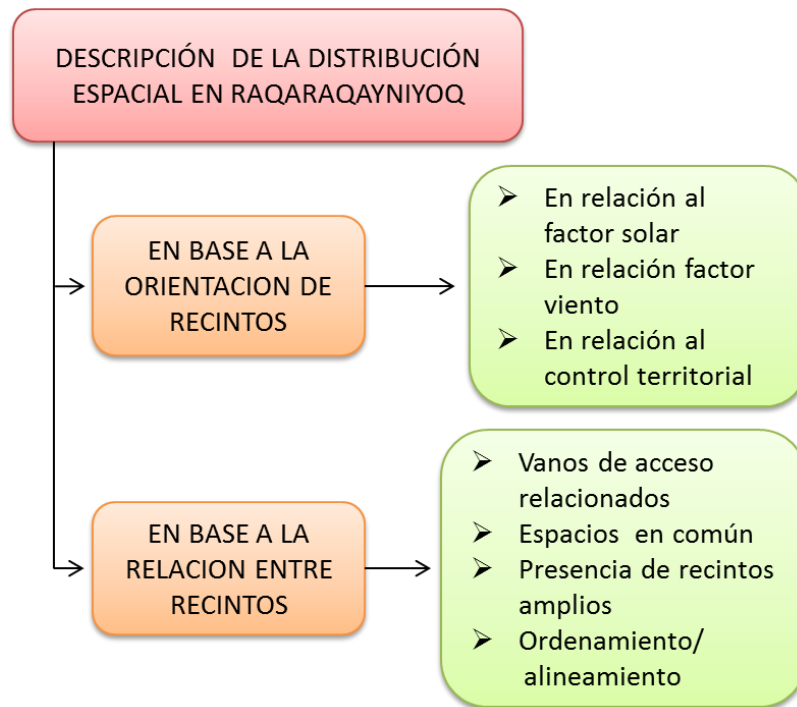 DESCRIPCIÓN DE LA DISTRIBUCIÓN
ESPACIAL EN RAQARAQAYNIYOQ
EN BASE A LA
ORIENTACION DE
RECINTOS
➢ En relación al
factor solar
➢ En relación factor
viento
➢ En relación al
control territorial
EN BASE A LA
RELACION ENTRE
RECINTOS
➢ Vanos de acceso
relacionados
➢ Espacios en común
➢ Presencia de recintos
amplios
➢ Ordenamiento/
alineamiento